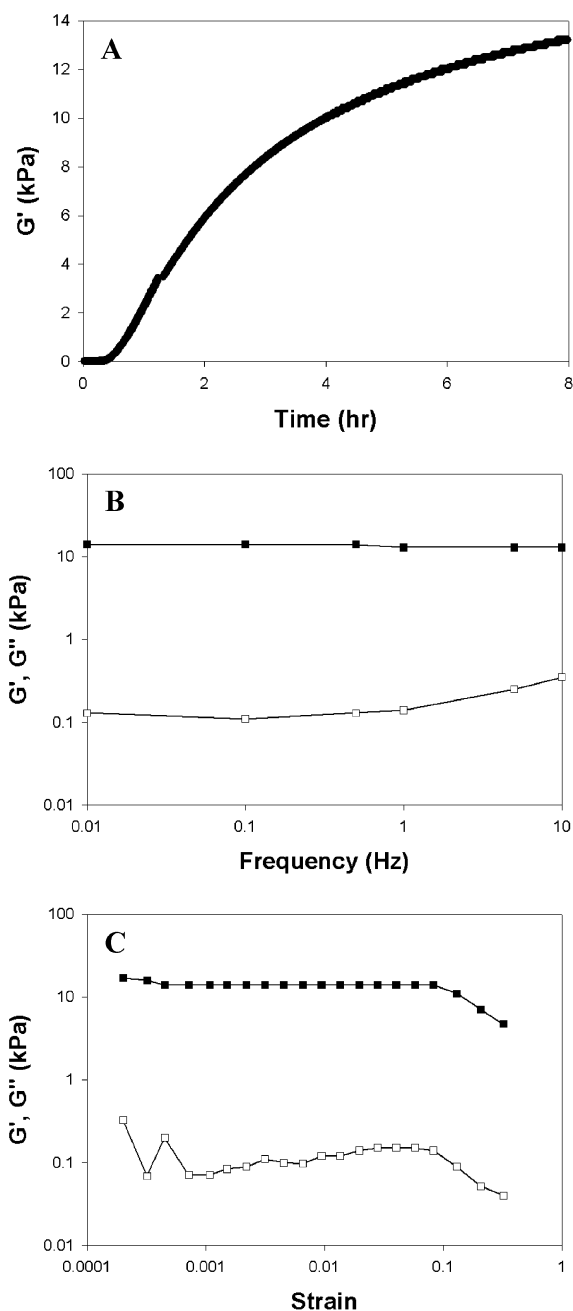 A
14
12
10
8
6
4
2
0
G' (kPa)
0 2 4 6 8
Time (hr)
B
100
10
1
0.1
0.01
G', G" (kPa)
0.01 0.1 1 10
Frequency (Hz)
C
100
10
1
0.1
0.01
G', G" (kPa)
0.0001 0.001 0.01 0.1 1
Strain